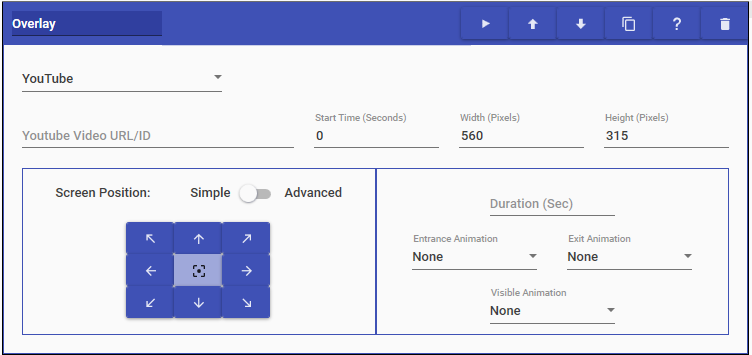 Overlay
?
YouTube
Youtube Video URL/ID
Start Time (Seconds)
0
Width (Pixels)
560
Height (Pixels)
315
Screen Position:
Simple
Advanced
Duration (Sec)
Entrance Animation
None
Exit Animation
None
Visible Animation
None